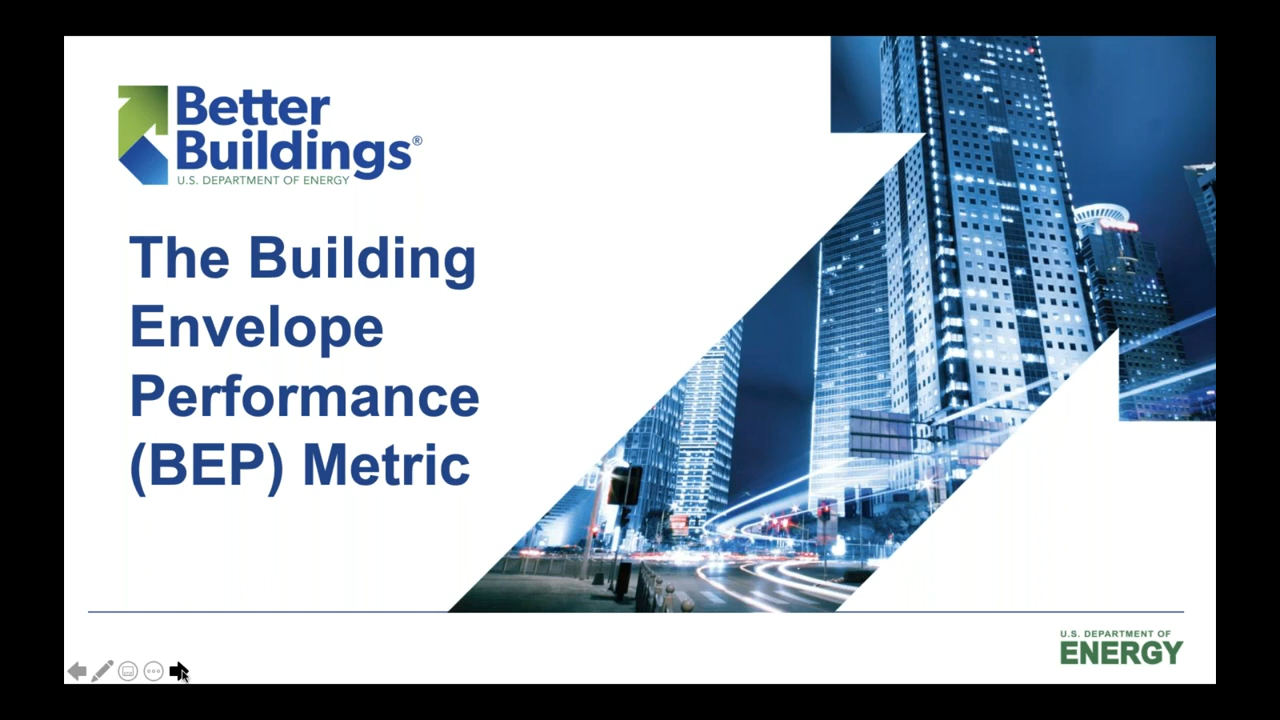 Better
Buildings®
U.S. DEPARTMENT OF ENERGY
The Building
Envelope
Performance
(BEP) Metric
U.S. DEPARTMENT OF
ENERGY